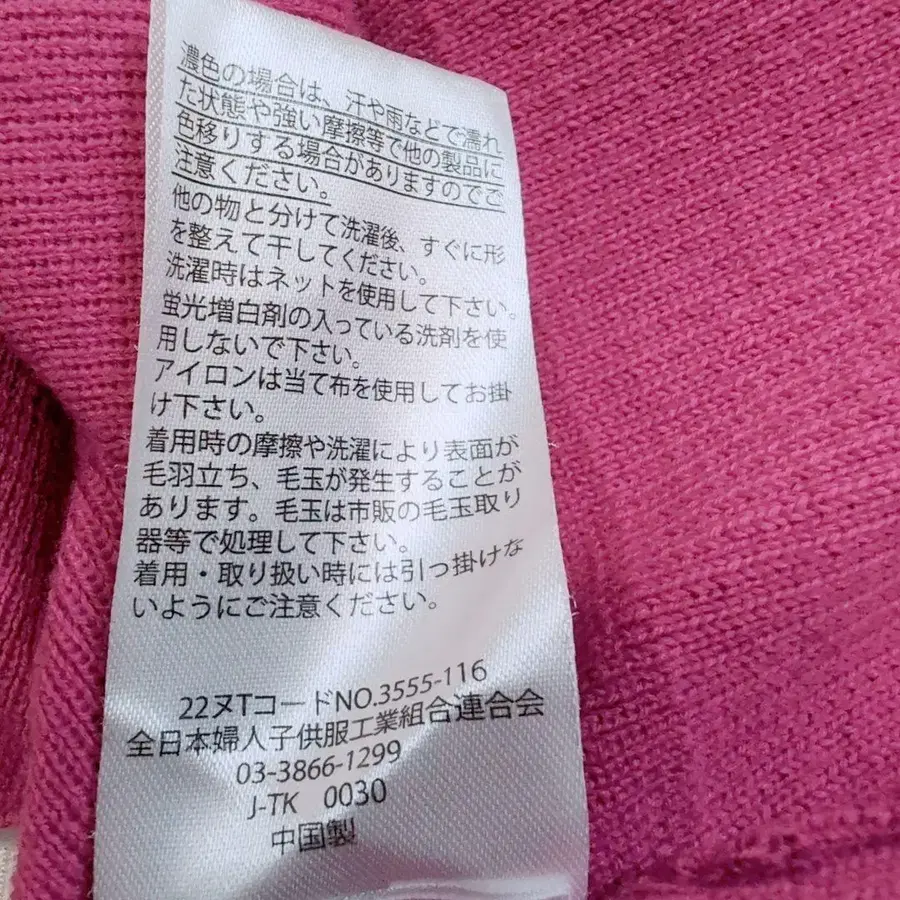 濃色の場合は、汗や雨などで濡れ
た状態や強い摩擦等で他の製品に
色移りする場合がありますのでご
注意ください。
他の物と分けて洗濯後、すぐに形
を整えて干してください。
洗濯時はネットを使用して下さい。
蛍光増白剤の入っている洗剤を使
用しないで下さい。
アイロンは当て布を使用してお掛
け下さい。
着用時の摩擦や洗濯により表面が
毛羽立ち、毛玉が発生することが
あります。毛玉は市販の毛玉取り
器等で処理して下さい。
着用・取り扱い時には引っ掛けな
いようにご注意ください。
22ヌTコードNO.3555-116
全日本婦人子供服工業組合連合会
03-3866-1299
J-TK 0030
中国製